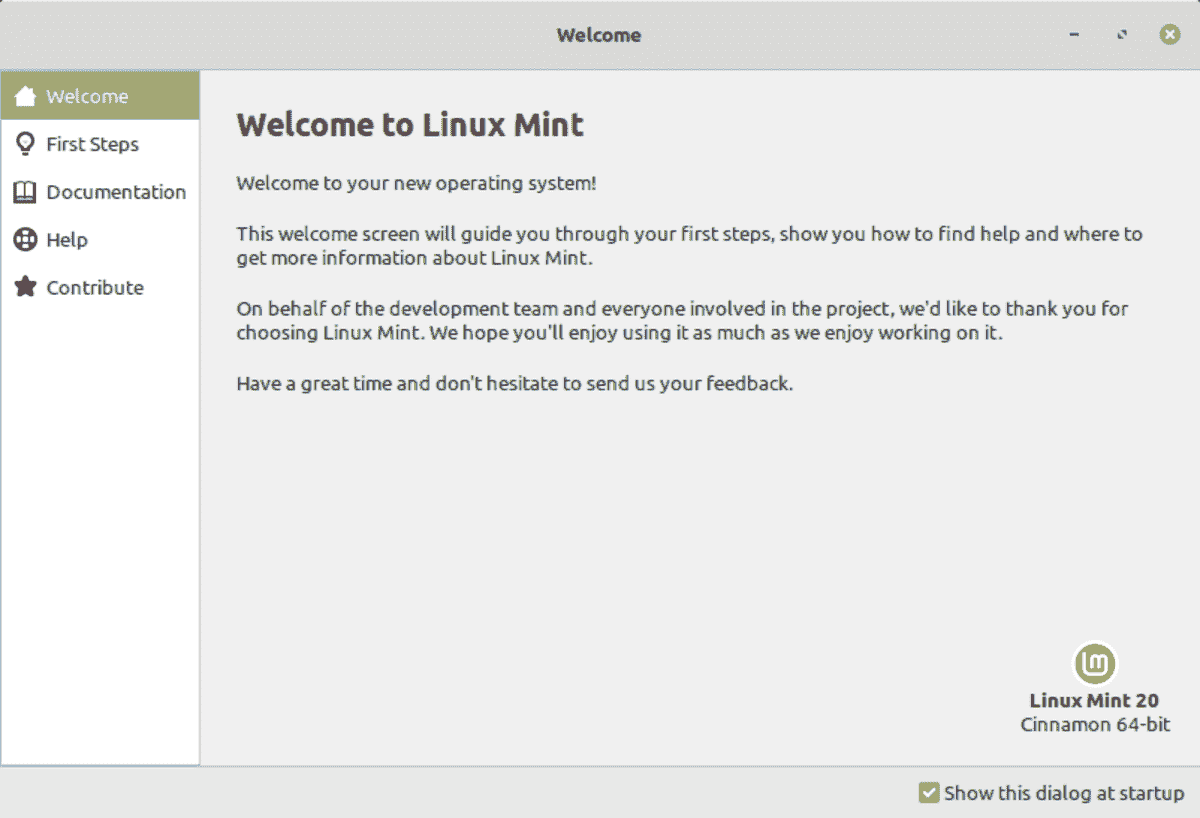 Welcome
Welcome
First Steps
Documentation
Help
Contribute
Welcome to Linux Mint
Welcome to your new operating system!
This welcome screen will guide you through your first steps, show you how to find help and where to
get more information about Linux Mint.
On behalf of the development team and everyone involved in the project, we'd like to thank you for
choosing Linux Mint. We hope you'll enjoy using it as much as we enjoy working on it.
Have a great time and don't hesitate to send us your feedback.
Linux Mint 20
Cinnamon 64-bit
Show this dialog at startup